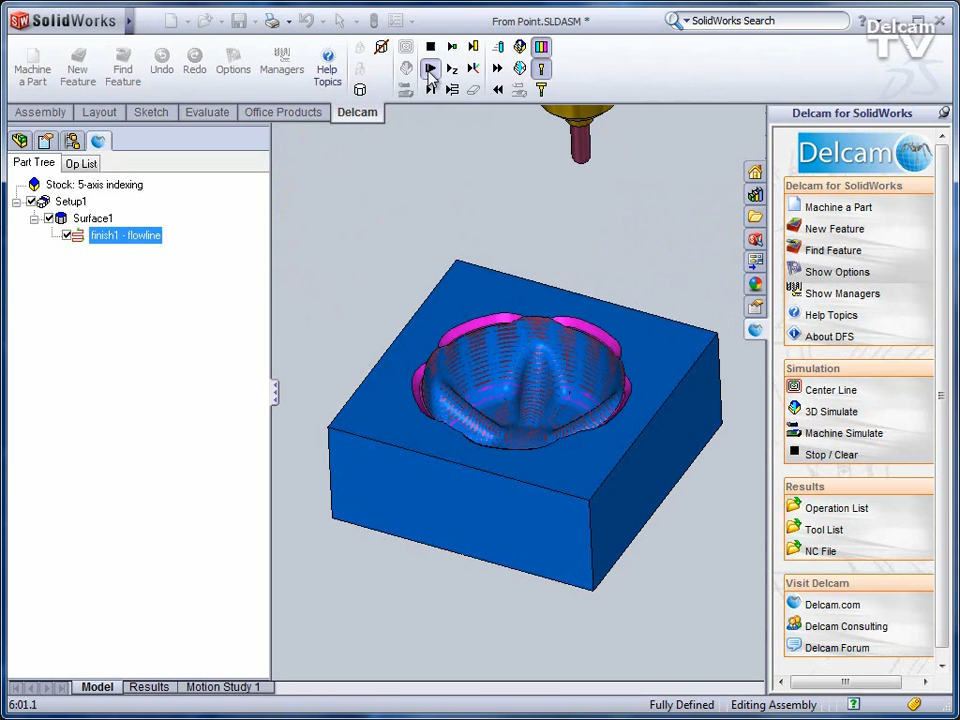 SolidWorks
From Point.SLDASM *
SolidWorks Search
Delcam
TV
Machine a Part
New Feature
Find Feature
Undo
Redo
Options
Managers
Help Topics
Assembly
Layout
Sketch
Evaluate
Office Products
Delcam
Delcam for SolidWorks
Part Tree
Op List
Stock: 5-axis indexing
Setup1
Surface1
finish1 - flowline
Delcam
Delcam for SolidWorks
Machine a Part
New Feature
Find Feature
Show Options
Show Managers
Help Topics
About DFS
Simulation
Center Line
3D Simulate
Machine Simulate
Stop / Clear
Results
Operation List
Tool List
NC File
Visit Delcam
Delcam.com
Delcam Consulting
Delcam Forum
Model
Results
Motion Study 1
6:01.1
Fully Defined
Editing Assembly